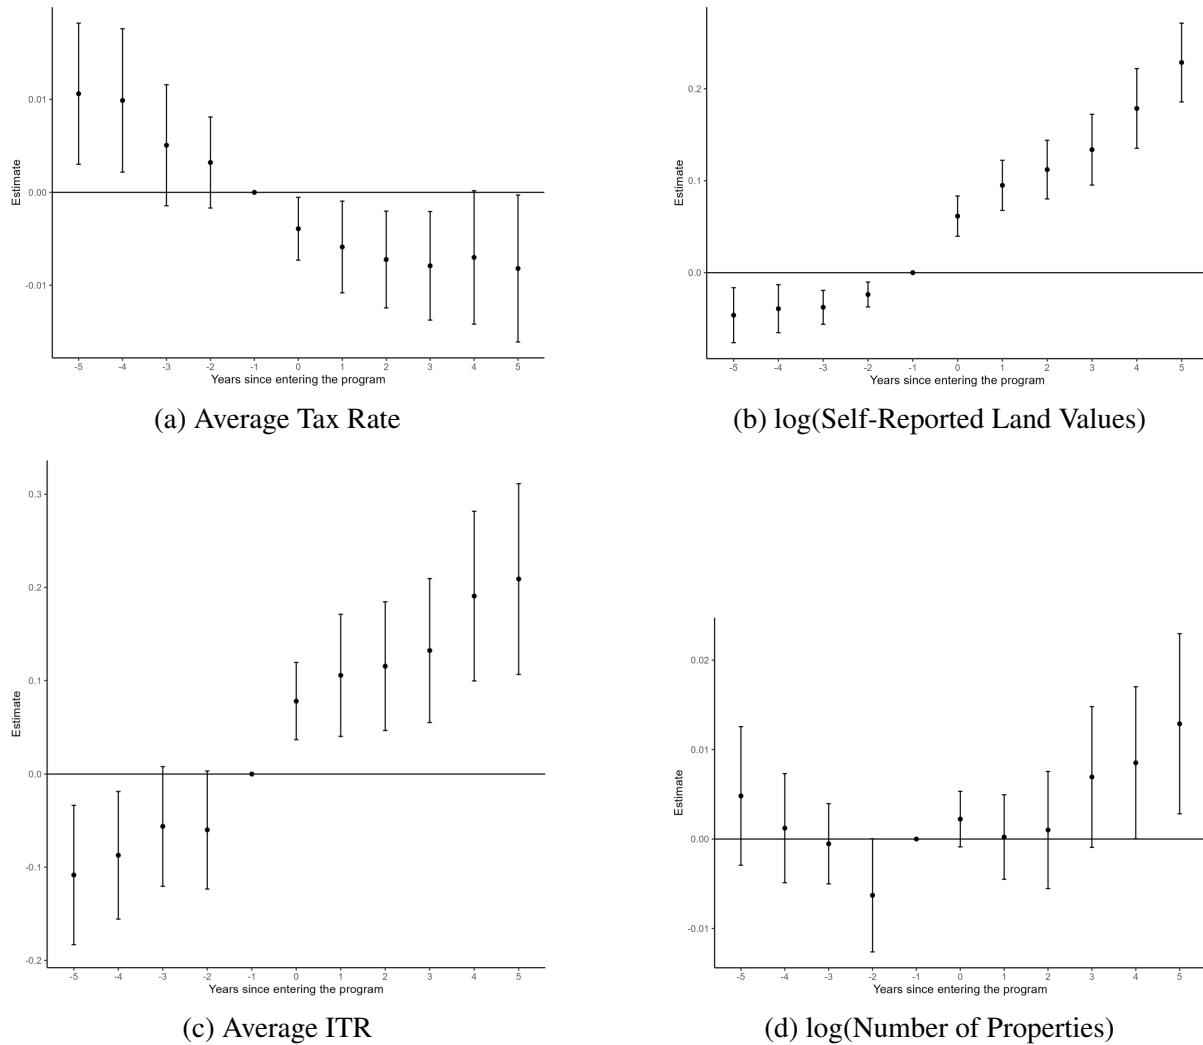 0.01
0.00
-0.01
Estimate
-5 -4 -3 -2 -1 0 1 2 3 4 5
Years since entering the program
(a) Average Tax Rate
0.2
0.1
0.0
Estimate
-5 -4 -3 -2 -1 0 1 2 3 4 5
Years since entering the program
(b) log(Self-Reported Land Values)
0.3
0.2
0.1
0.0
-0.1
-0.2
Estimate
-5 -4 -3 -2 -1 0 1 2 3 4 5
Years since entering the program
(c) Average ITR
0.02
0.01
0.00
-0.01
Estimate
-5 -4 -3 -2 -1 0 1 2 3 4 5
Years since entering the program
(d) log(Number of Properties)